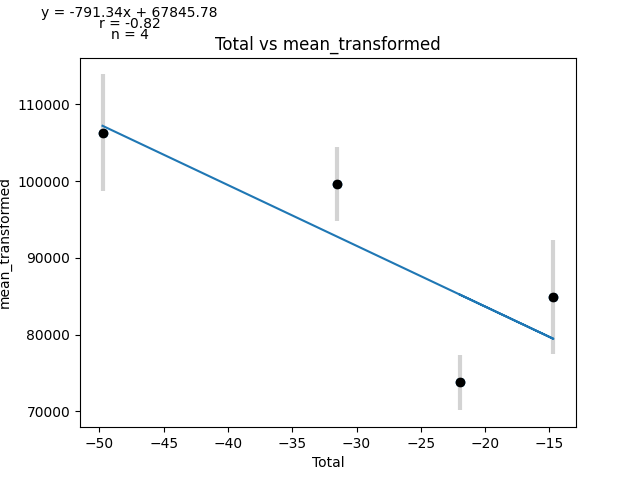 y = -791.34x + 67845.78
r = -0.82
n = 4
Total vs mean_transformed
110000
100000
90000
80000
70000
mean_transformed
−50
−45
−40
−35
−30
−25
−20
−15
Total